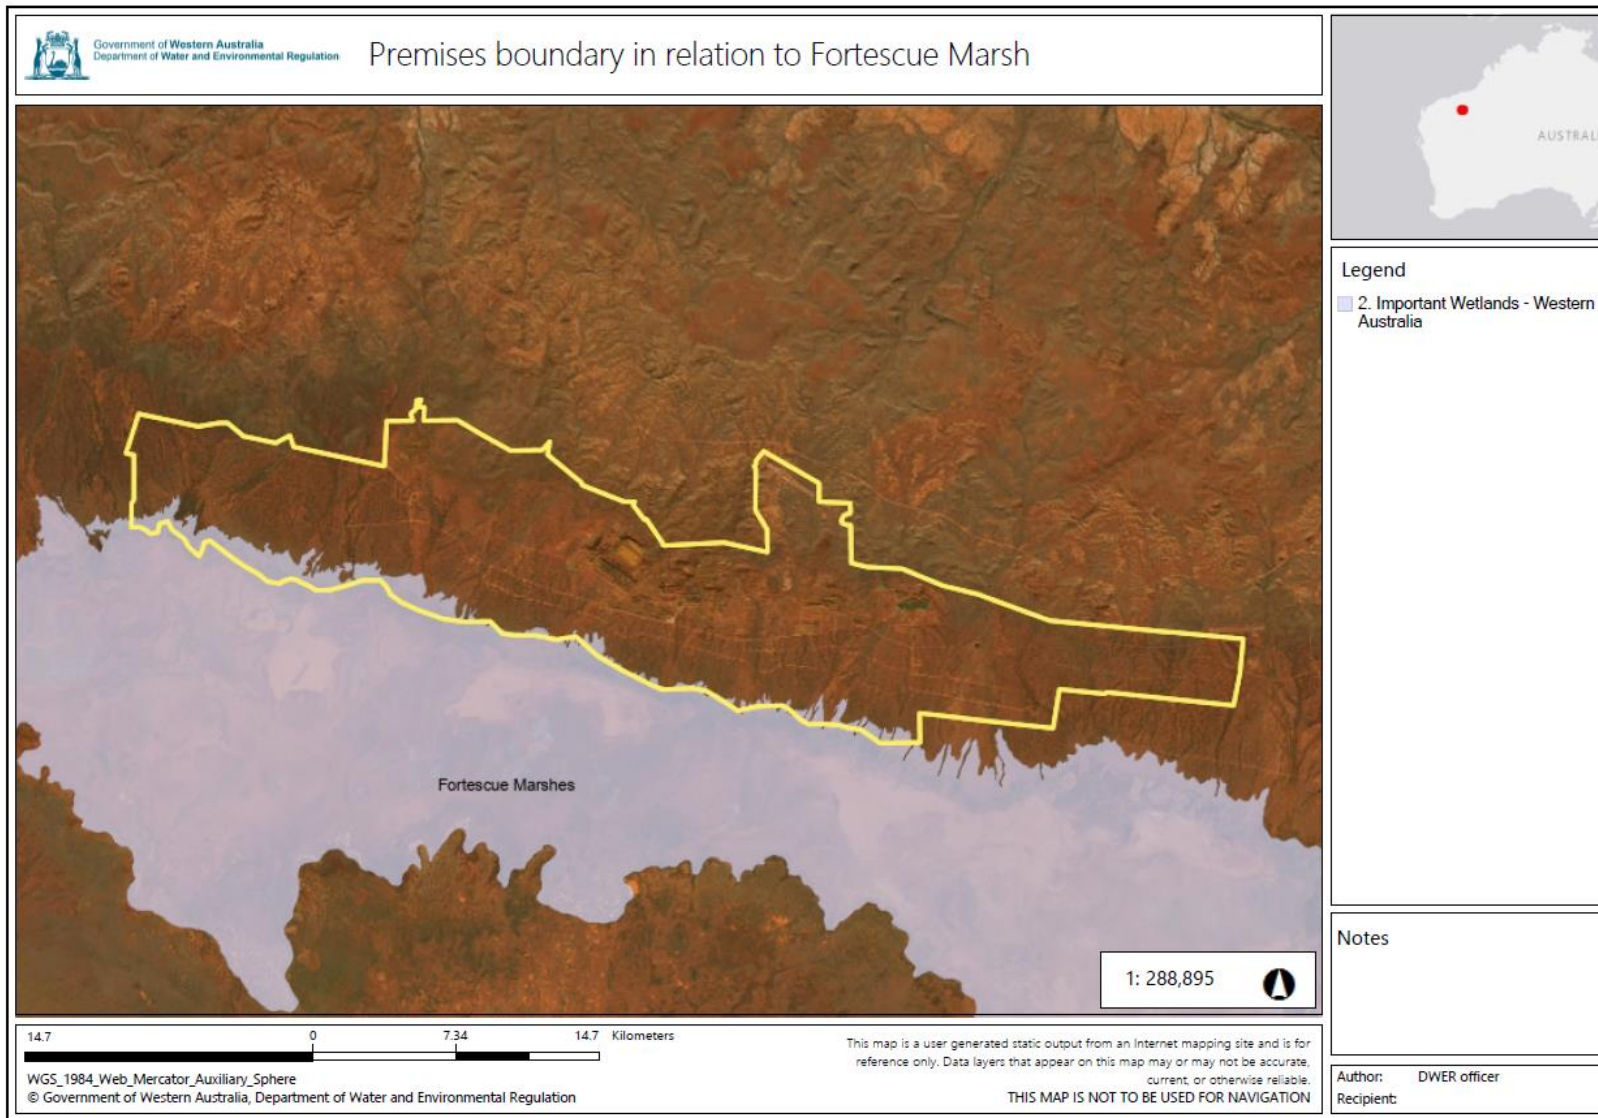 Government of Western Australia
Department of Water and Environmental Regulation
Premises boundary in relation to Fortescue Marsh
AUSTRAL
Legend
2. Important Wetlands - Western
Australia
Fortescue Marshes
1: 288,895
Notes
14.7 0 7.34 14.7 Kilometers
WGS_1984_Web_Mercator_Auxiliary_Sphere
© Government of Western Australia, Department of Water and Environmental Regulation
This map is a user generated static output from an Internet mapping site and is for
reference only. Data layers that appear on this map may or may not be accurate,
current, or otherwise reliable.
THIS MAP IS NOT TO BE USED FOR NAVIGATION
Author: DWER officer
Recipient: